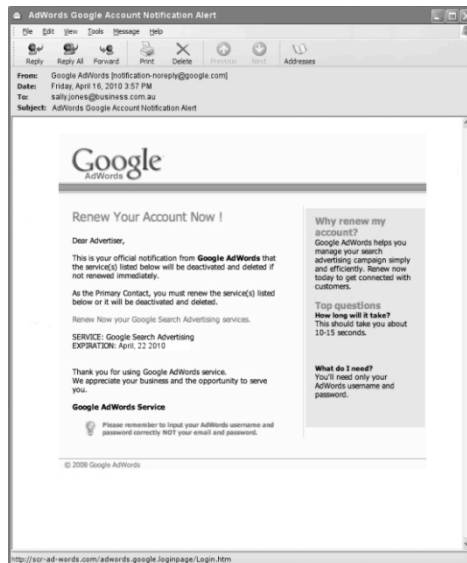 AdWords Google Account Notification Alert
File Edit View Tools Message Help
Reply Reply All Forward Print Delete Previous Next Addresses
From: Google AdWords [notification-noreply@google.com]
Date: Friday, April 16, 2010 3:57 PM
To: sally.jones@business.com.au
Subject: AdWords Google Account Notification Alert
Google
AdWords
Renew Your Account Now !
Dear Advertiser,
This is your official notification from Google AdWords that
the service(s) listed below will be deactivated and deleted if
not renewed immediately.
As the Primary Contact, you must renew the service(s) listed
below or it will be deactivated and deleted.
Renew Now your Google Search Advertising services.
SERVICE: Google Search Advertising
EXPIRATION: April, 22 2010
Thank you for using Google AdWords service.
We appreciate your business and the opportunity to serve
you.
Google AdWords Service
Please remember to input your AdWords username and
password correctly NOT your email and password.
Why renew my
account?
Google AdWords helps you
manage your search
advertising campaign simply
and efficiently. Renew now
today to get connected with
customers.
Top questions
How long will it take?
This should take you about
10-15 seconds.
What do I need?
You'll need only your
AdWords username and
password.
© 2008 Google AdWords
http://scr-ad-words.com/adwords.google.loginpage/Login.htm